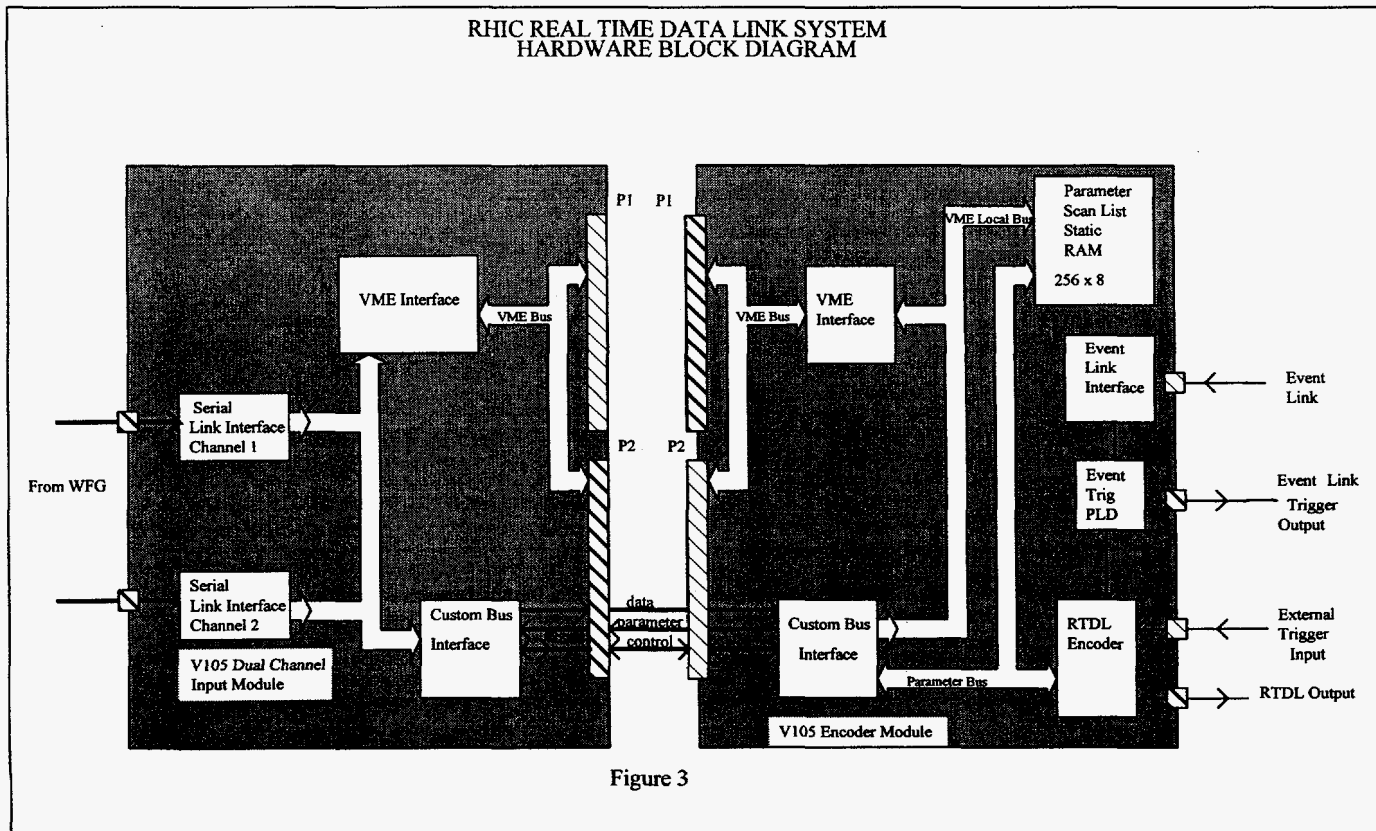 RHIC REAL TIME DATA LINK SYSTEM
HARDWARE BLOCK DIAGRAM
P1 P1
Parameter
Scan List
Static
RAM
256 x 8
VME Local Bus
VME Interface
VME Bus
VME Bus
VME
Interface
Event
Link
Interface
Event
Link
Serial
Link Interface
Channel 1
P2 P2
From WFG
Event
Trig
PLD
Event Link
Trigger
Output
Serial
Link Interface
Channel 2
Custom Bus
Interface
data
parameter
control
Custom Bus
Interface
RTDL
Encoder
External
Trigger
Input
V105 Dual Channel
Input Module
Parameter Bus
RTDL Output
V105 Encoder Module
Figure 3